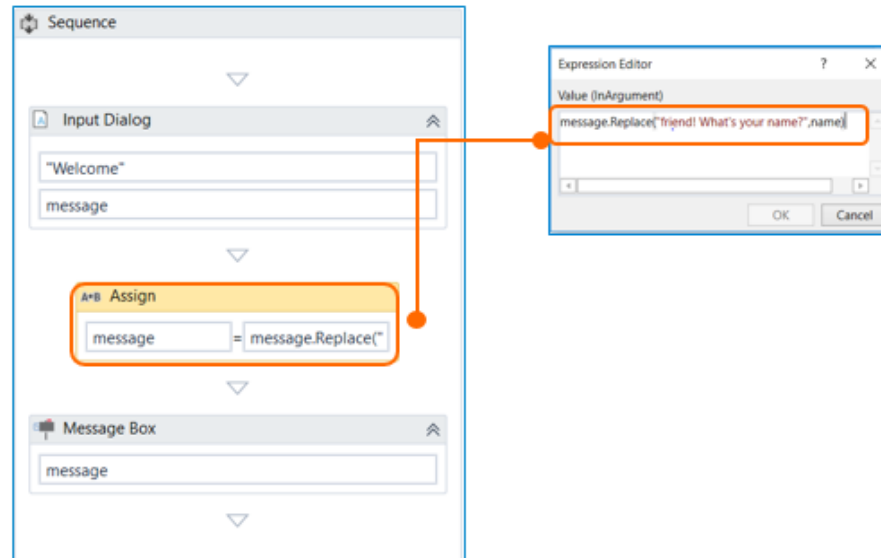 Sequence
Input Dialog
"Welcome"
message
A•B Assign
message = message.Replace("
Message Box
message
Expression Editor ? ×
Value (InArgument)
message.Replace("friend! What's your name?",name)
OK Cancel